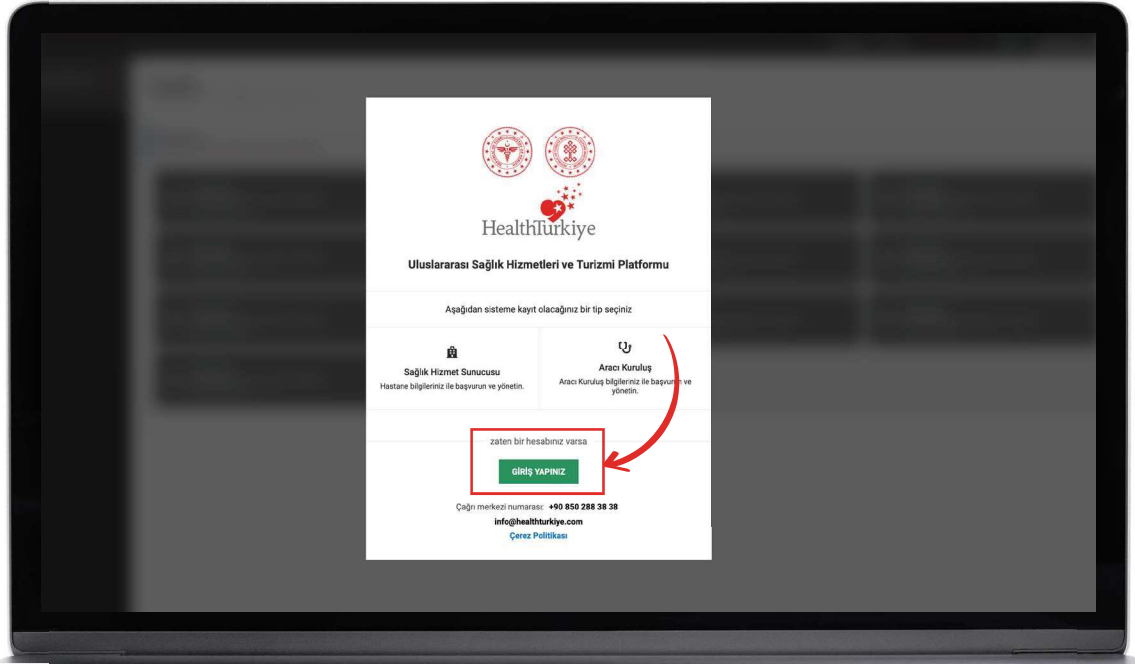 HealthTurkiye
Uluslararası Sağlık Hizmetleri ve Turizmi Platformu
Aşağıdan sisteme kayıt olacağınız bir tip seçiniz
Sağlık Hizmet Sunucusu
Hastane bilgileriniz ile başvurun ve yönetin.
Aracı Kuruluş
Aracı Kuruluş bilgileriniz ile başvurun ve
yönetin.
zaten bir hesabınız varsa
GİRİŞ YAPINIZ
Çağrı merkezi numarası: +90 850 288 38 38
info@healthturkiye.com
Çerez Politikası